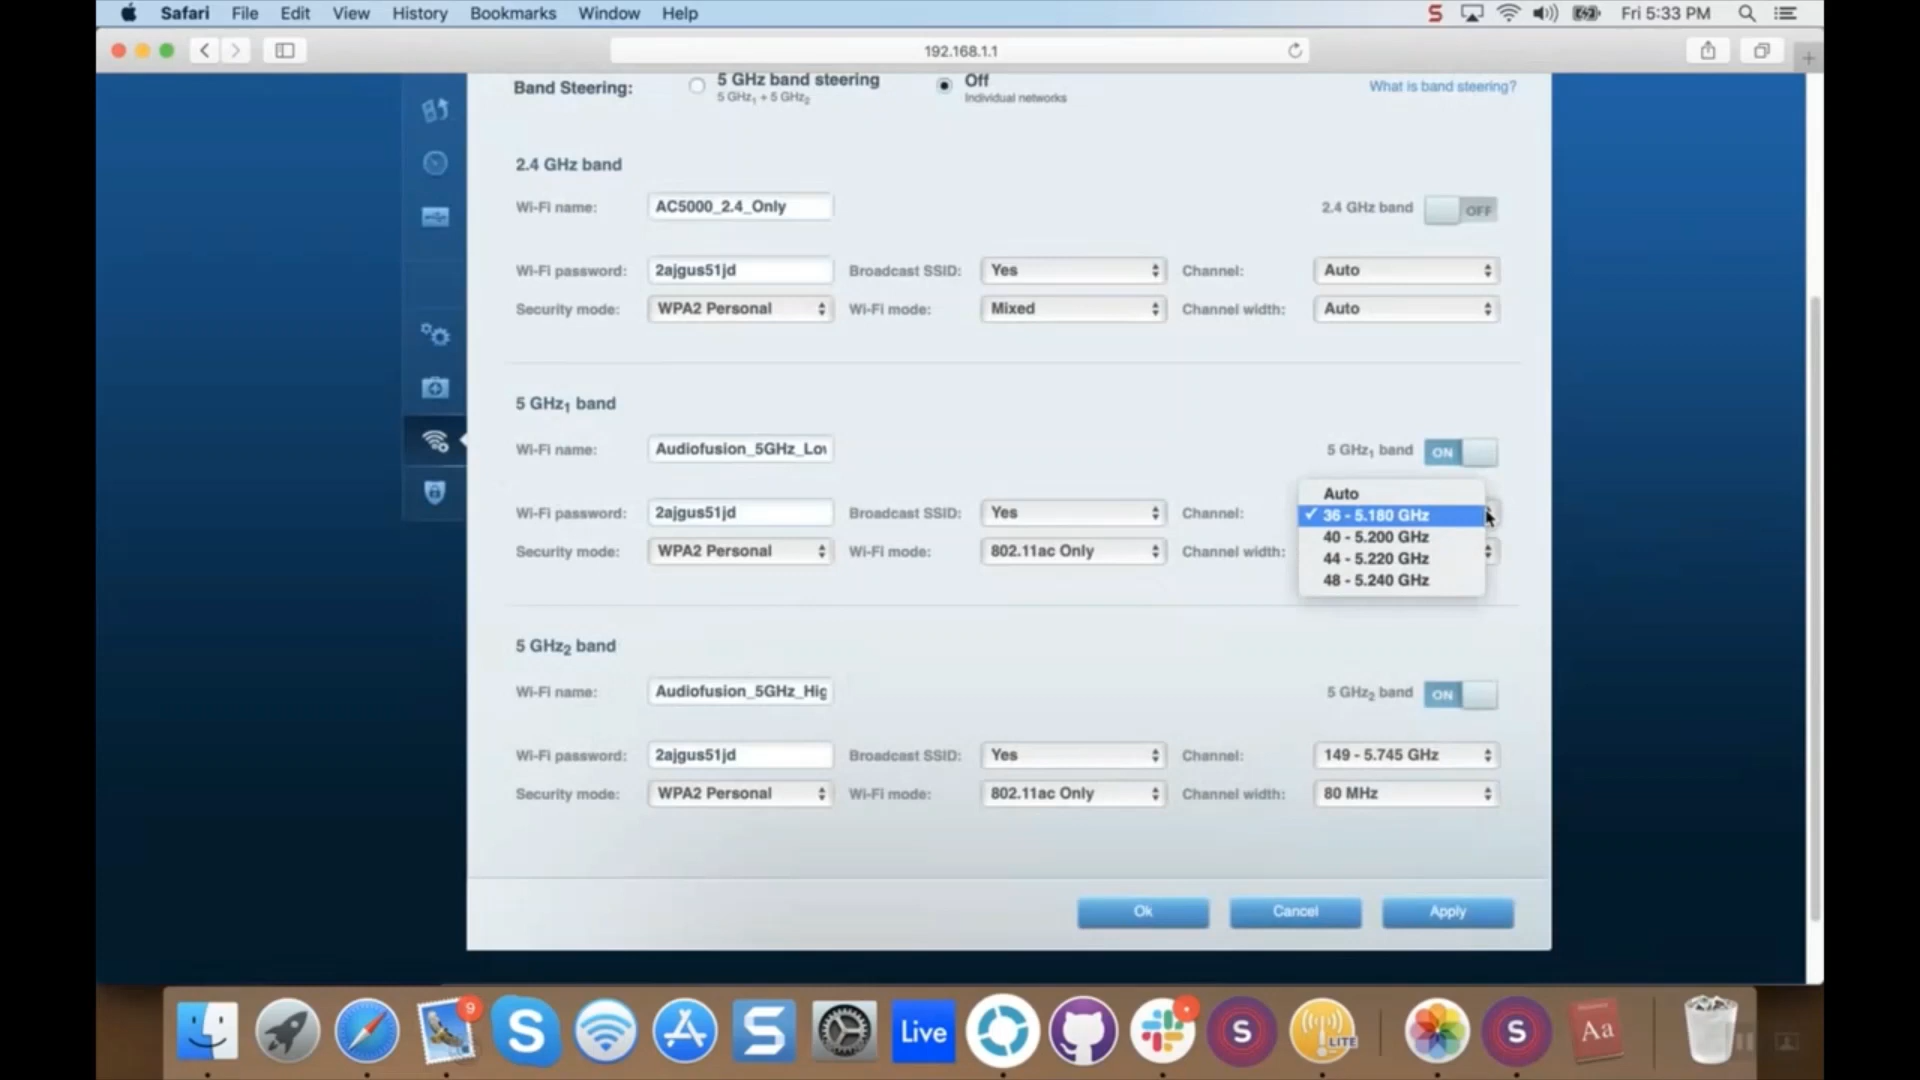 Safari File Edit View History Bookmarks Window Help Fri 5:33 PM
192.168.1.1
Band Steering: 5 GHz band steering Off What is band steering?
5 GHz1 + 5 GHz2 Individual networks
2.4 GHz band
Wi-Fi name: AC5000_2.4_Only 2.4 GHz band OFF
Wi-Fi password: 2ajgus51jd Broadcast SSID: Yes Channel: Auto
Security mode: WPA2 Personal Wi-Fi mode: Mixed Channel width: Auto
5 GHz1 band
Wi-Fi name: Audiofusion_5GHz_Lov 5 GHz1 band ON
Auto
Wi-Fi password: 2ajgus51jd Broadcast SSID: Yes Channel: ✓ 36 - 5.180 GHz
40 - 5.200 GHz
Security mode: WPA2 Personal Wi-Fi mode: 802.11ac Only Channel width: 44 - 5.220 GHz
48 - 5.240 GHz
5 GHz2 band
Wi-Fi name: Audiofusion_5GHz_Hig 5 GHz2 band ON
Wi-Fi password: 2ajgus51jd Broadcast SSID: Yes Channel: 149 - 5.745 GHz
Security mode: WPA2 Personal Wi-Fi mode: 802.11ac Only Channel width: 80 MHz
Ok Cancel Apply
9
S S Live S LITE S Aa